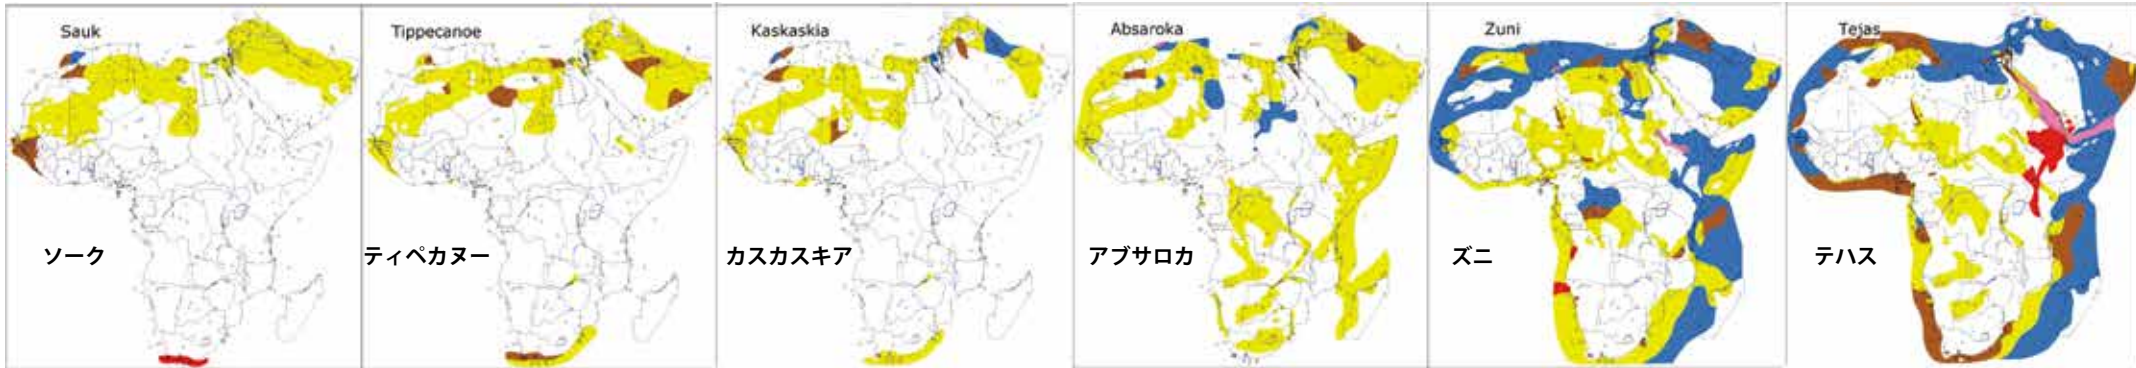 Sauk
ソーク
Tippecanoe
ティペカヌー
Kaskaskia
カスカスキア
Absaroka
アブサロカ
Zuni
ズニ
Tejas
テハス